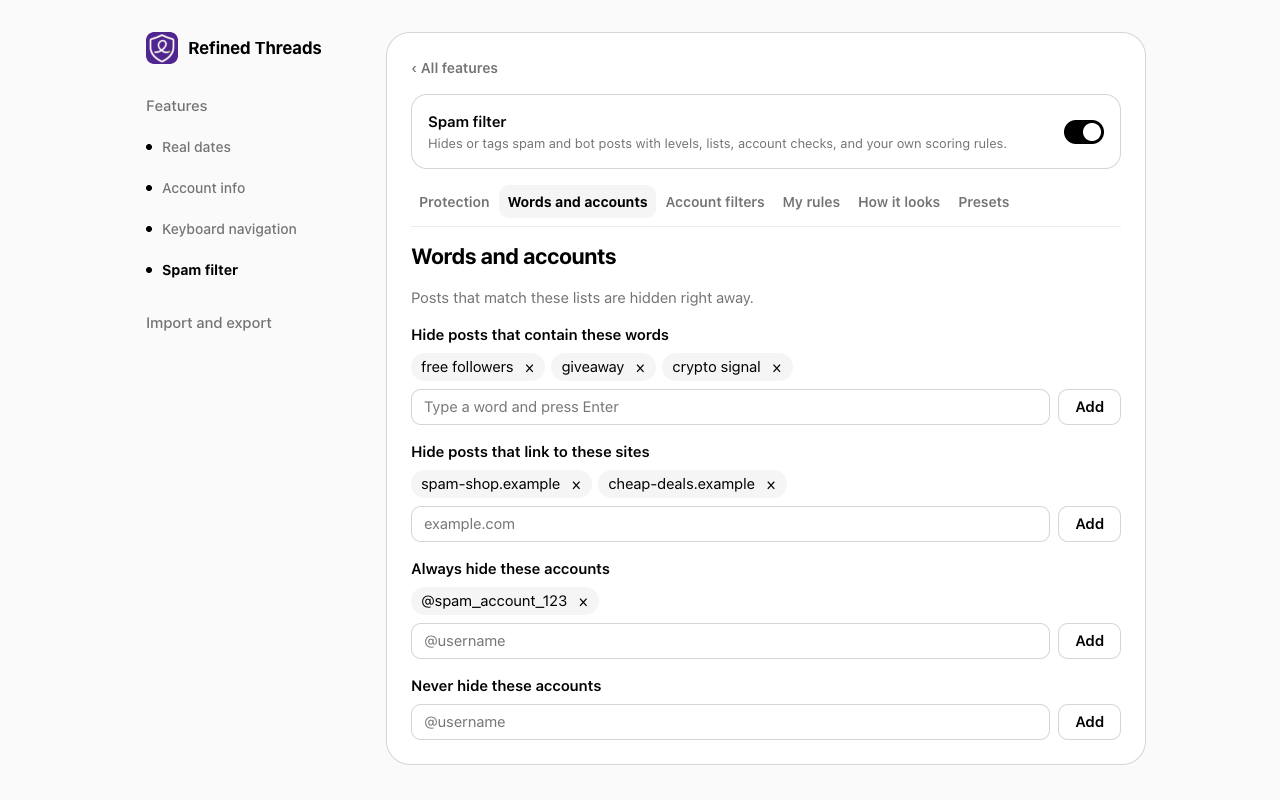 Refined Threads
Features
Real dates
Account info
Keyboard navigation
Spam filter
Import and export
‹ All features
Spam filter
Hides or tags spam and bot posts with levels, lists, account checks, and your own scoring rules.
Protection Words and accounts Account filters My rules How it looks Presets
Words and accounts
Posts that match these lists are hidden right away.
Hide posts that contain these words
free followers × giveaway × crypto signal ×
Type a word and press Enter Add
Hide posts that link to these sites
spam-shop.example × cheap-deals.example ×
example.com Add
Always hide these accounts
@spam_account_123 ×
@username Add
Never hide these accounts
@username Add